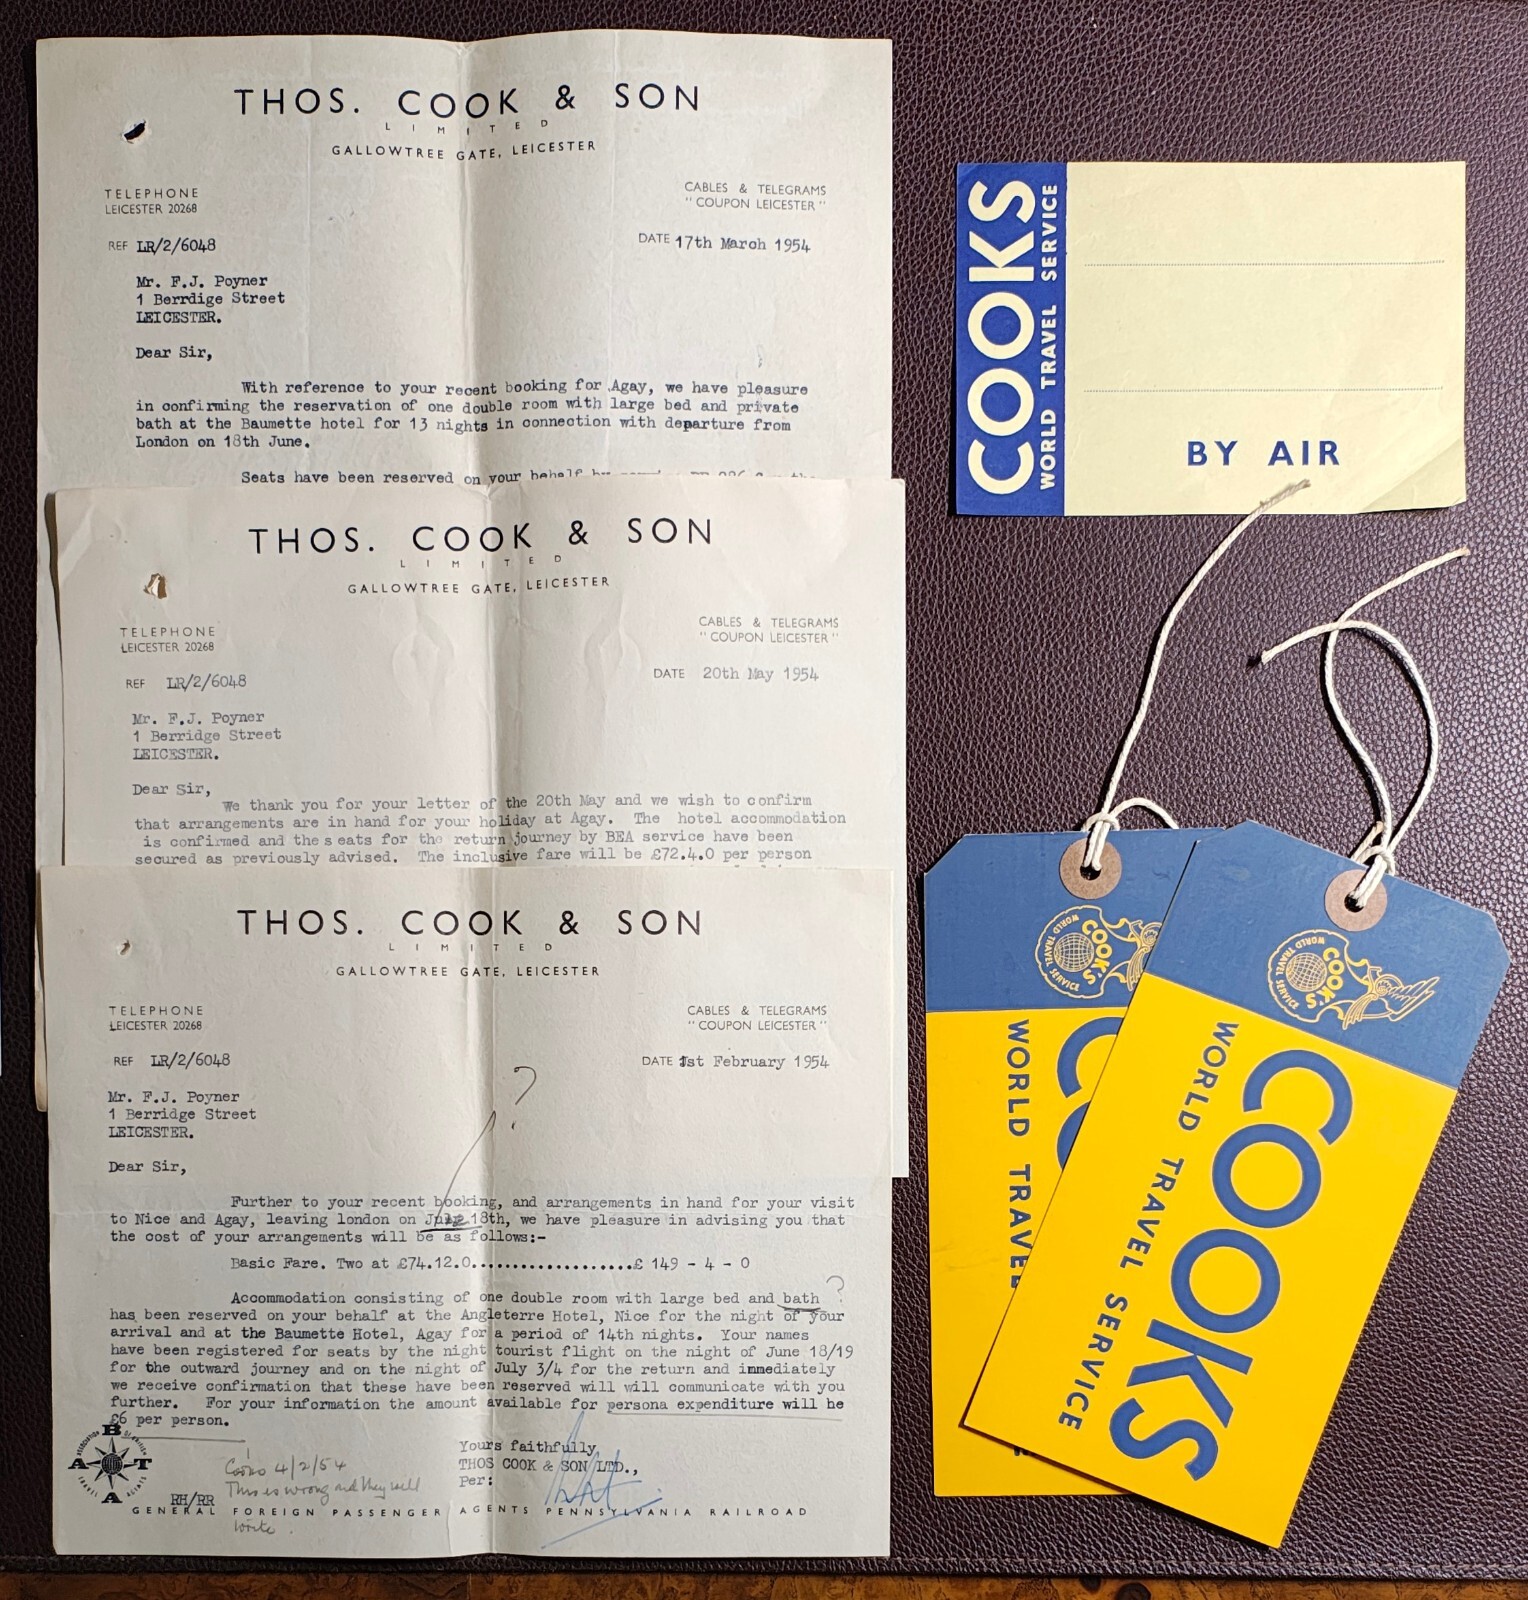 THOS. COOK & SON
LIMITED
GALLOWTREE GATE, LEICESTER
TELEPHONE
LEICESTER 20268
CABLES & TELEGRAMS
"COUPON LEICESTER"
REF LR/2/6048
DATE 17th March 1954
Mr. F.J. Poyner
1 Berrdige Street
LEICESTER.
Dear Sir,
With reference to your recent booking for Agay, we have pleasure
in confirming the reservation of one double room with large bed and private
bath at the Baumette hotel for 13 nights in connection with departure from
London on 18th June.
Seats have been reserved on your behalf
THOS. COOK & SON
LIMITED
GALLOWTREE GATE, LEICESTER
TELEPHONE
LEICESTER 20268
CABLES & TELEGRAMS
"COUPON LEICESTER"
REF LR/2/6048
DATE 20th May 1954
Mr. F.J. Poyner
1 Berridge Street
LEICESTER.
Dear Sir,
We thank you for your letter of the 20th May and we wish to confirm
that arrangements are in hand for your holiday at Agay. The hotel accommodation
is confirmed and the seats for the return journey by BEA service have been
secured as previously advised. The inclusive fare will be £72.4.0 per person
THOS. COOK & SON
LIMITED
GALLOWTREE GATE, LEICESTER
TELEPHONE
LEICESTER 20268
CABLES & TELEGRAMS
"COUPON LEICESTER"
REF LR/2/6048
DATE 1st February 1954
Mr. F.J. Poyner
1 Berridge Street
LEICESTER.
Dear Sir,
?
Further to your recent booking, and arrangements in hand for your visit
to Nice and Agay, leaving london on July 18th, we have pleasure in advising you that
the cost of your arrangements will be as follows:-
Basic Fare. Two at £74.12.0....................£ 149 - 4 - 0
Accommodation consisting of one double room with large bed and bath ?
has been reserved on your behalf at the Angleterre Hotel, Nice for the night of your
arrival and at the Baumette Hotel, Agay for a period of 14th nights. Your names
have been registered for seats by the night tourist flight on the night of June 18/19
for the outward journey and on the night of July 3/4 for the return and immediately
we receive confirmation that these have been reserved will will communicate with you
further. For your information the amount available for persona expenditure will be
£6 per person.
Yours faithfully,
THOS COOK & SON LTD.,
Per:
ABTA
RH/RR
Cooks 4/2/54
This is wrong and they will
write.
GENERAL FOREIGN PASSENGER AGENTS PENNSYLVANIA RAILROAD
COOKS
WORLD TRAVEL SERVICE
BY AIR
COOK'S
WORLD TRAVEL SERVICE
WORLD TRAVEL
COOK'S
WORLD TRAVEL SERVICE
COOKS
WORLD TRAVEL SERVICE